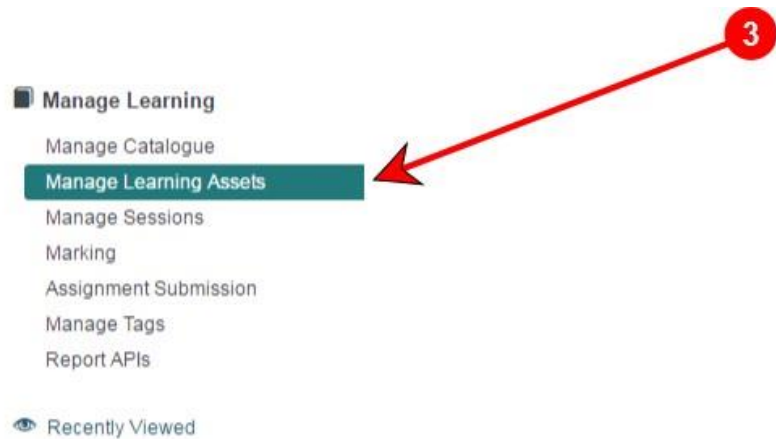 3
Manage Learning
Manage Catalogue
Manage Learning Assets
Manage Sessions
Marking
Assignment Submission
Manage Tags
Report APIs
Recently Viewed